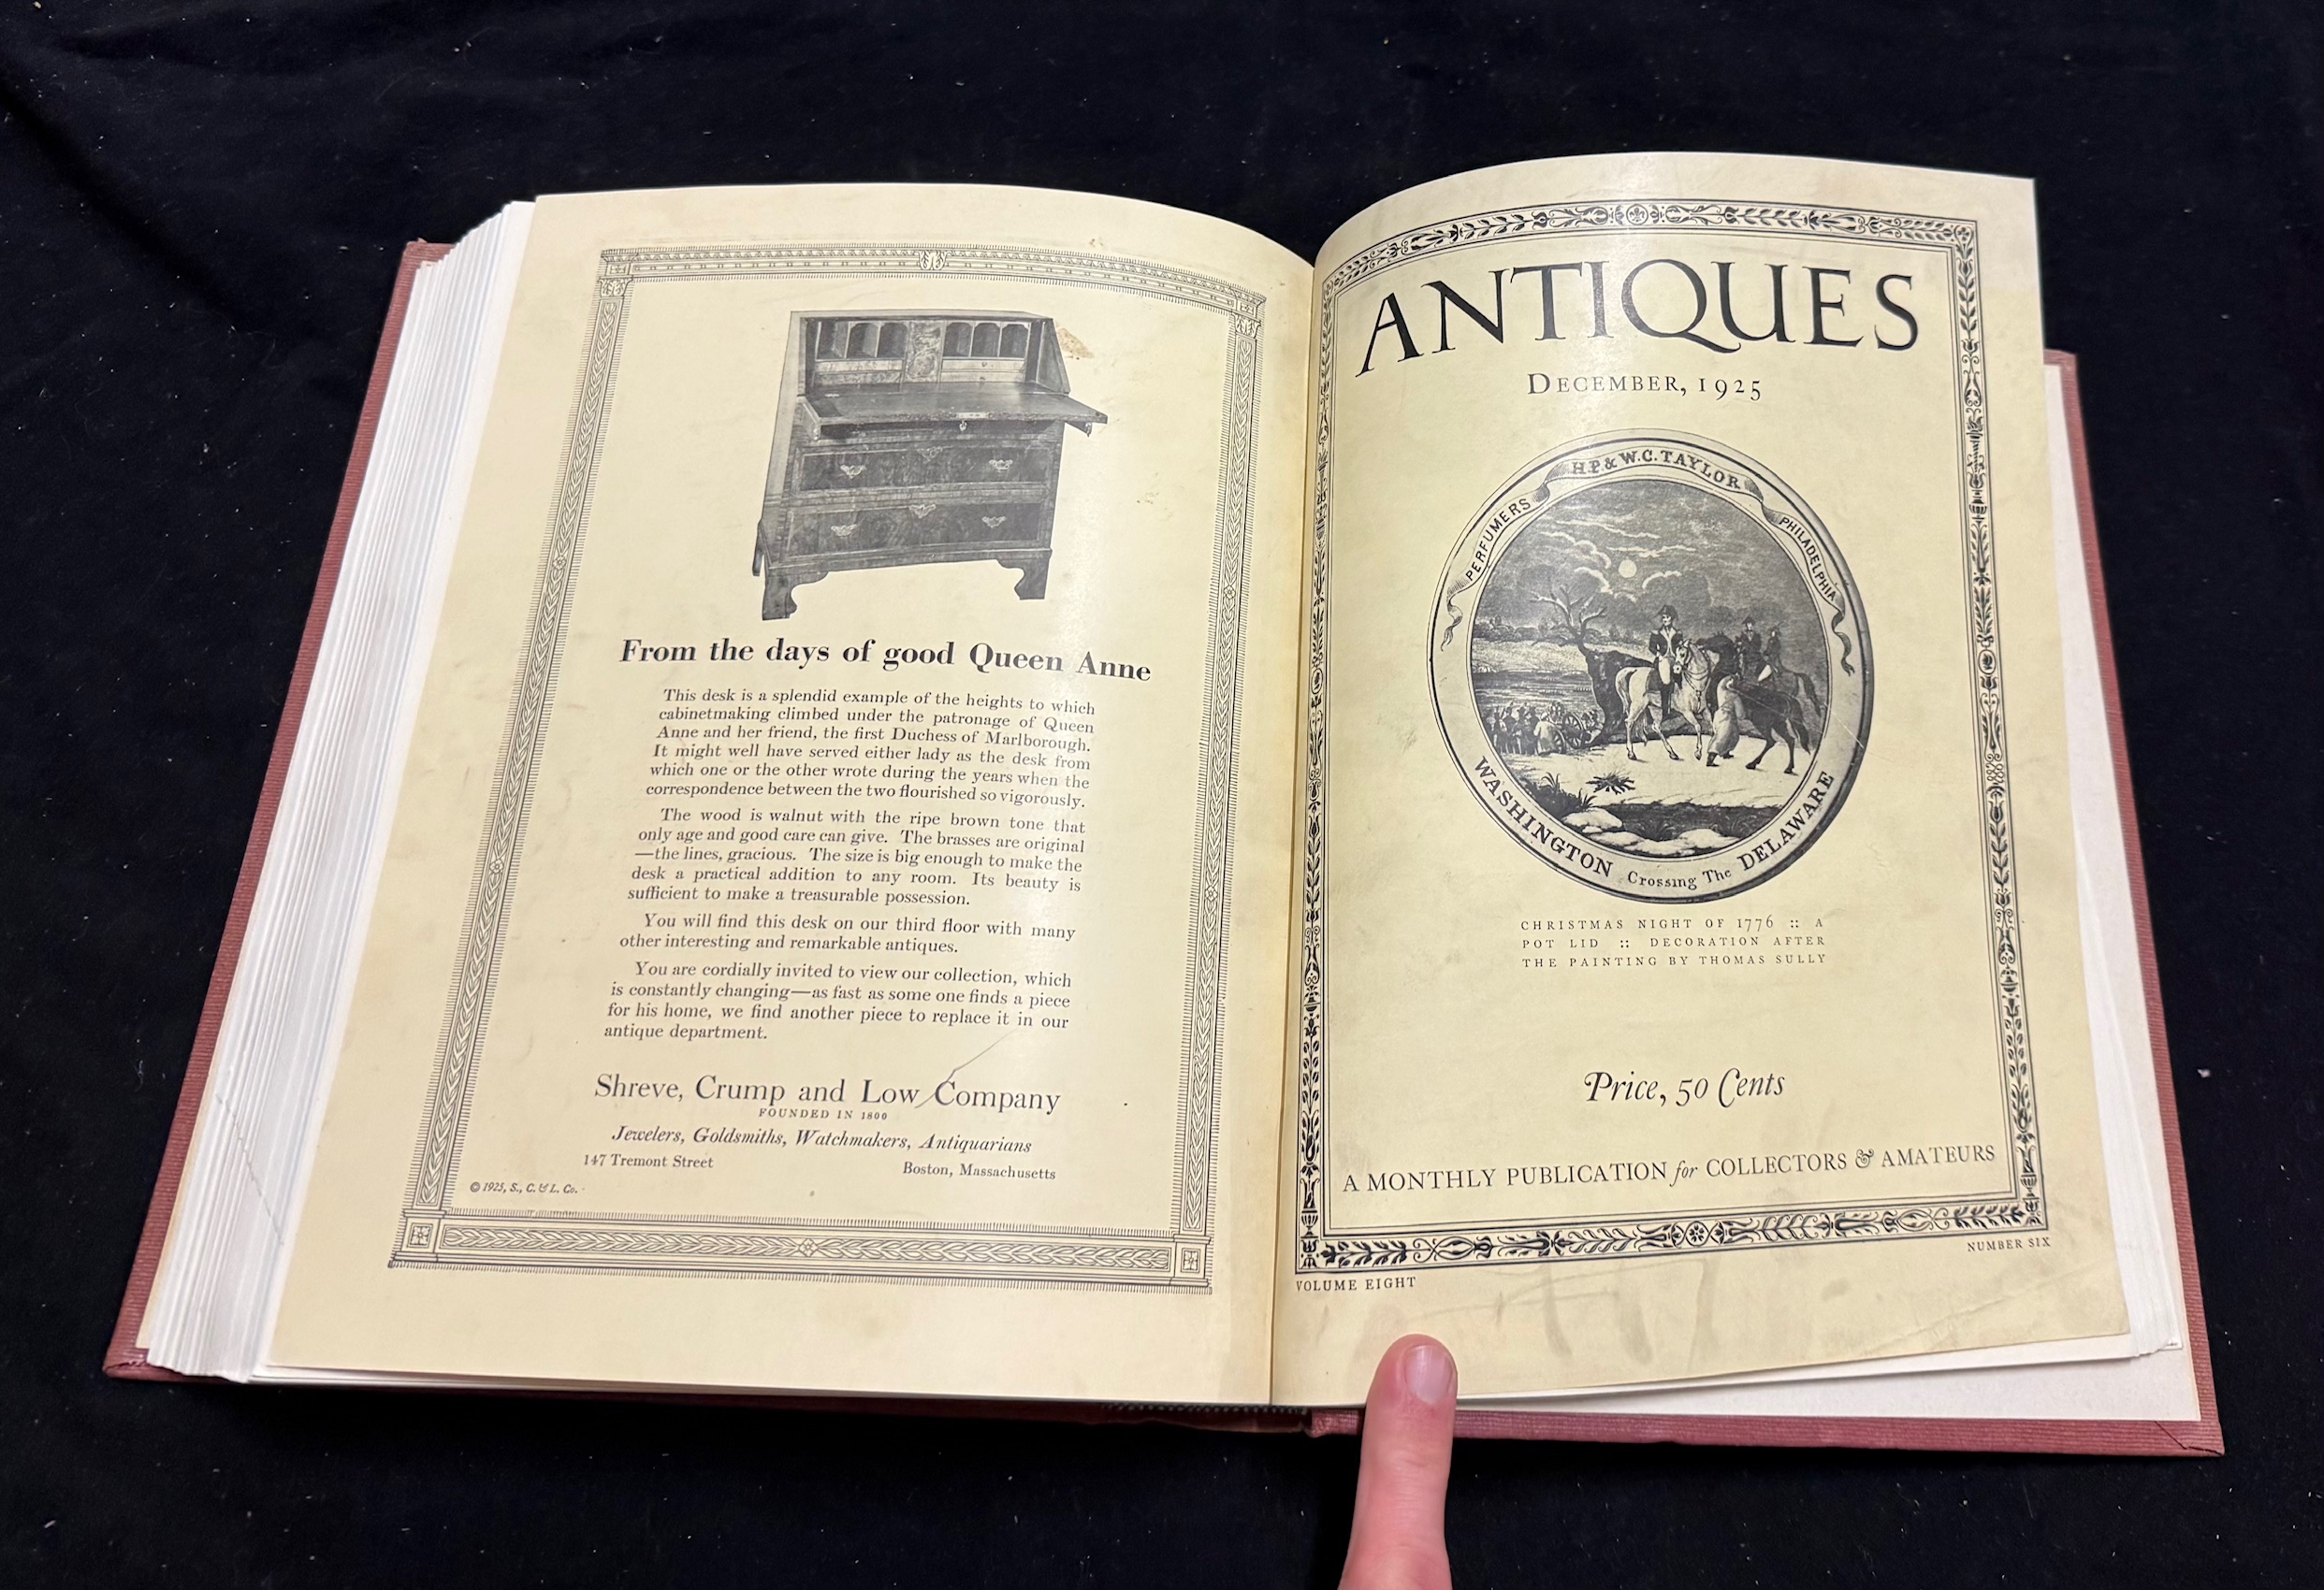 From the days of good Queen Anne
This desk is a splendid example of the heights to which
cabinetmaking climbed under the patronage of Queen
Anne and her friend, the first Duchess of Marlborough.
It might well have served either lady as the desk from
which one or the other wrote during the years when the
correspondence between the two flourished so vigorously.
The wood is walnut with the ripe brown tone that
only age and good care can give. The brasses are original
—the lines, gracious. The size is big enough to make the
desk a practical addition to any room. Its beauty is
sufficient to make a treasurable possession.
You will find this desk on our third floor with many
other interesting and remarkable antiques.
You are cordially invited to view our collection, which
is constantly changing—as fast as some one finds a piece
for his home, we find another piece to replace it in our
antique department.
Shreve, Crump and Low Company
FOUNDED IN 1800
Jewelers, Goldsmiths, Watchmakers, Antiquarians
147 Tremont Street Boston, Massachusetts
© 1925, S., C. & L. Co.
ANTIQUES
DECEMBER, 1925
PERFUMERS H.P. & W.C. TAYLOR PHILADELPHIA
WASHINGTON Crossing The DELAWARE
CHRISTMAS NIGHT OF 1776 :: A
POT LID :: DECORATION AFTER
THE PAINTING BY THOMAS SULLY
Price, 50 Cents
A MONTHLY PUBLICATION for COLLECTORS & AMATEURS
VOLUME EIGHT NUMBER SIX